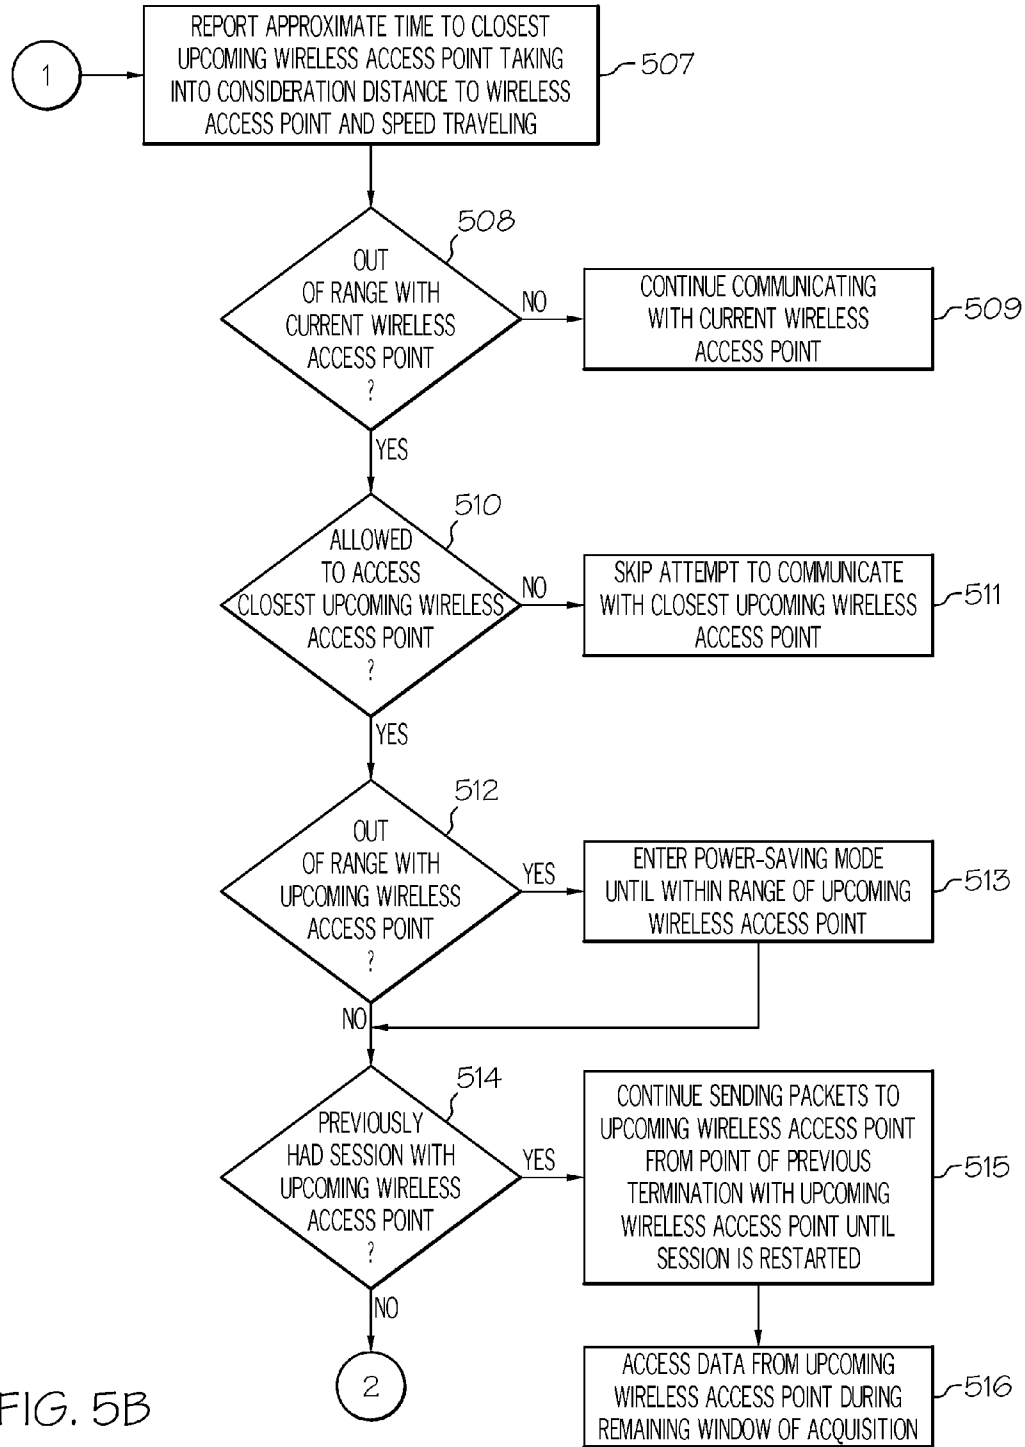 1
REPORT APPROXIMATE TIME TO CLOSEST
UPCOMING WIRELESS ACCESS POINT TAKING
INTO CONSIDERATION DISTANCE TO WIRELESS
ACCESS POINT AND SPEED TRAVELING
507
508
OUT
OF RANGE WITH
CURRENT WIRELESS
ACCESS POINT
?
NO
CONTINUE COMMUNICATING
WITH CURRENT WIRELESS
ACCESS POINT
509
YES
510
ALLOWED
TO ACCESS
CLOSEST UPCOMING WIRELESS
ACCESS POINT
?
NO
SKIP ATTEMPT TO COMMUNICATE
WITH CLOSEST UPCOMING WIRELESS
ACCESS POINT
511
YES
512
OUT
OF RANGE WITH
UPCOMING WIRELESS
ACCESS POINT
?
YES
ENTER POWER-SAVING MODE
UNTIL WITHIN RANGE OF UPCOMING
WIRELESS ACCESS POINT
513
NO
514
PREVIOUSLY
HAD SESSION WITH
UPCOMING WIRELESS
ACCESS POINT
?
YES
CONTINUE SENDING PACKETS TO
UPCOMING WIRELESS ACCESS POINT
FROM POINT OF PREVIOUS
TERMINATION WITH UPCOMING
WIRELESS ACCESS POINT UNTIL
SESSION IS RESTARTED
515
NO
2
ACCESS DATA FROM UPCOMING
WIRELESS ACCESS POINT DURING
REMAINING WINDOW OF ACQUISITION
516
FIG. 5B